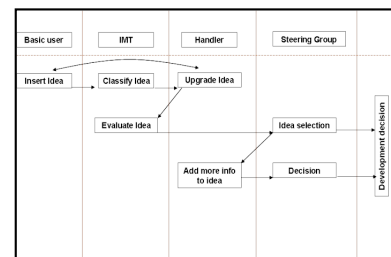 Basic user IMT Handler Steering Group
Insert Idea Classify Idea Upgrade Idea
Evaluate Idea Idea selection
Add more info
to idea
Decision
Development decision